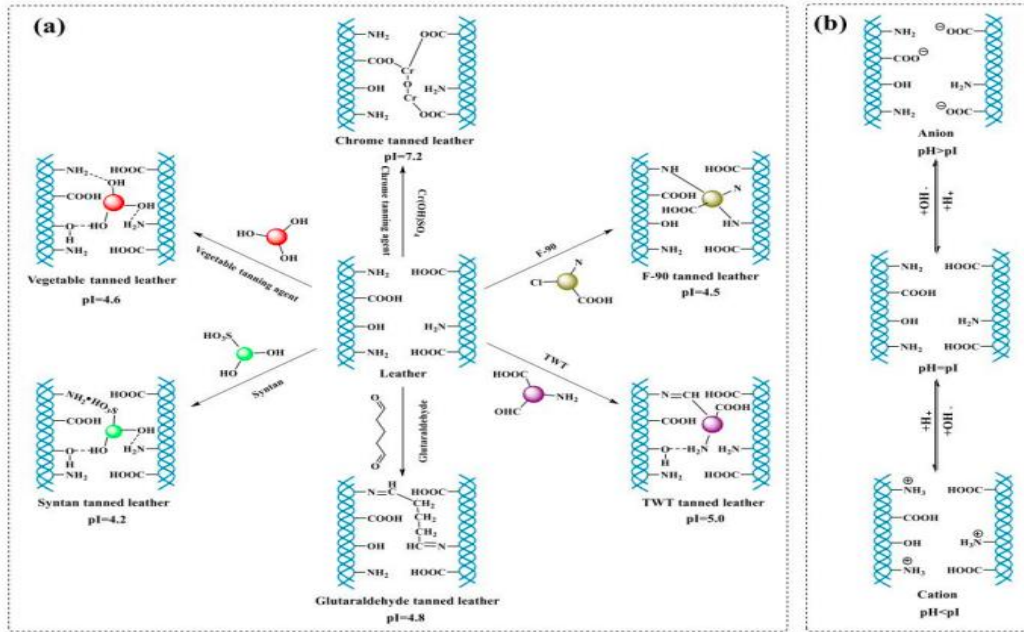 (a)
NH₂
OOC
COO
Cr
O
OH
H₂N
Cr
NH₂
OOC
Chrome tanned leather
pI=7.2
NH₂
HOOC
OH
COOH
OH
O
HO
H₂N
H
NH₂
HOOC
Vegetable tanned leather
pI=4.6
OH
HO
OH
Vegetable tanning agent
Chrome tanning agent
Cr(OH)SO₄
NH
HOOC
COOH
N
HOOC
OH
HN
NH₂
HOOC
F-90 tanned leather
pI=4.5
F-90
N
Cl
COOH
NH₂
HOOC
COOH
OH
H₂N
NH₂
HOOC
Leather
HO₃S
OH
HO
Syntan
NH₂•HO₃S
HOOC
COOH
OH
O
HO
H₂N
H
NH₂
HOOC
Syntan tanned leather
pI=4.2
O
O
Glutaraldehyde
TWT
HOOC
NH₂
OHC
N=CH
HOOC
COOH
COOH
O
H₂N
H₂N
H
NH₂
HOOC
TWT tanned leather
pI=5.0
H
N=C
HOOC
CH₂
COOH
CH₂
CH₂
OH
HC=N
NH₂
HOOC
Glutaraldehyde tanned leather
pI=4.8
(b)
NH₂
⊖OOC
COO⊖
OH
H₂N
NH₂
⊖OOC
Anion
pH>pI
+OH-
+H+
NH₂
HOOC
COOH
OH
H₂N
NH₂
HOOC
pH=pI
+H+
+OH-
⊕
NH₃
HOOC
COOH
⊕
OH
H₃N
⊕
NH₃
HOOC
Cation
pH<pI